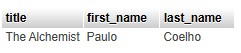 title first_name last_name
The Alchemist Paulo Coelho